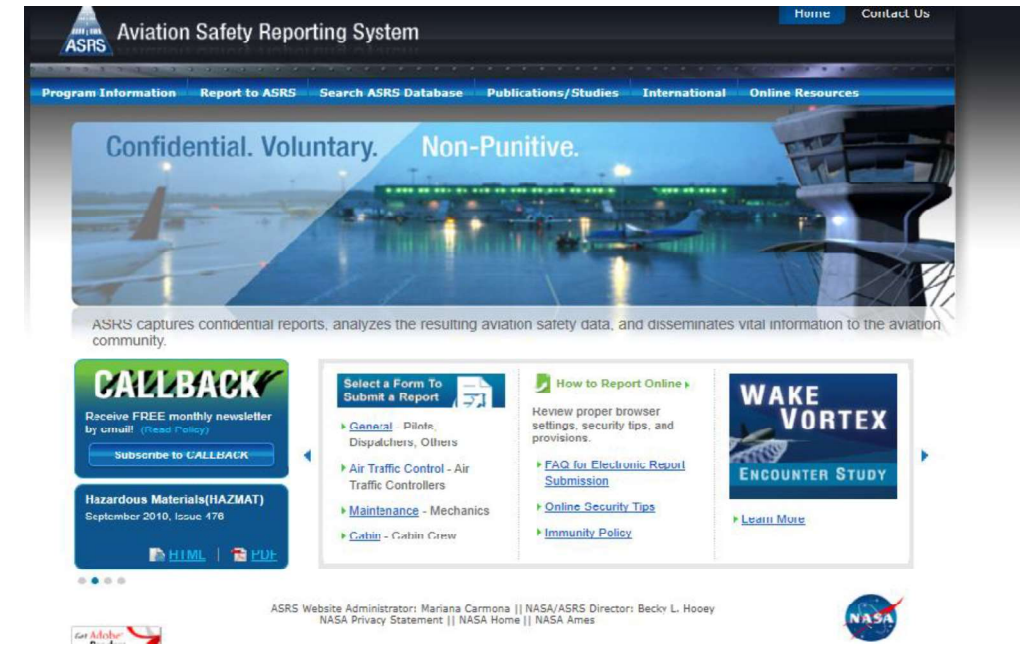 Home Contact Us
ASRS
Aviation Safety Reporting System
Program Information Report to ASRS Search ASRS Database Publications/Studies International Online Resources
Confidential. Voluntary. Non-Punitive.
ASRS captures confidential reports, analyzes the resulting aviation safety data, and disseminates vital information to the aviation
community.
CALLBACK
Receive FREE monthly newsletter
by email! (Read Policy)
Subscribe to CALLBACK
Hazardous Materials(HAZMAT)
September 2010, Issue 476
HTML | PDF
Select a Form To
Submit a Report
General - Pilots,
Dispatchers, Others
Air Traffic Control - Air
Traffic Controllers
Maintenance - Mechanics
Cabin - Cabin Crew
How to Report Online
Review proper browser
settings, security tips, and
provisions.
FAQ for Electronic Report
Submission
Online Security Tips
Immunity Policy
WAKE
VORTEX
ENCOUNTER STUDY
Learn More
ASRS Website Administrator: Mariana Carmona || NASA/ASRS Director: Becky L. Hooey
NASA Privacy Statement || NASA Home || NASA Ames
NASA
Get Adobe
Reader